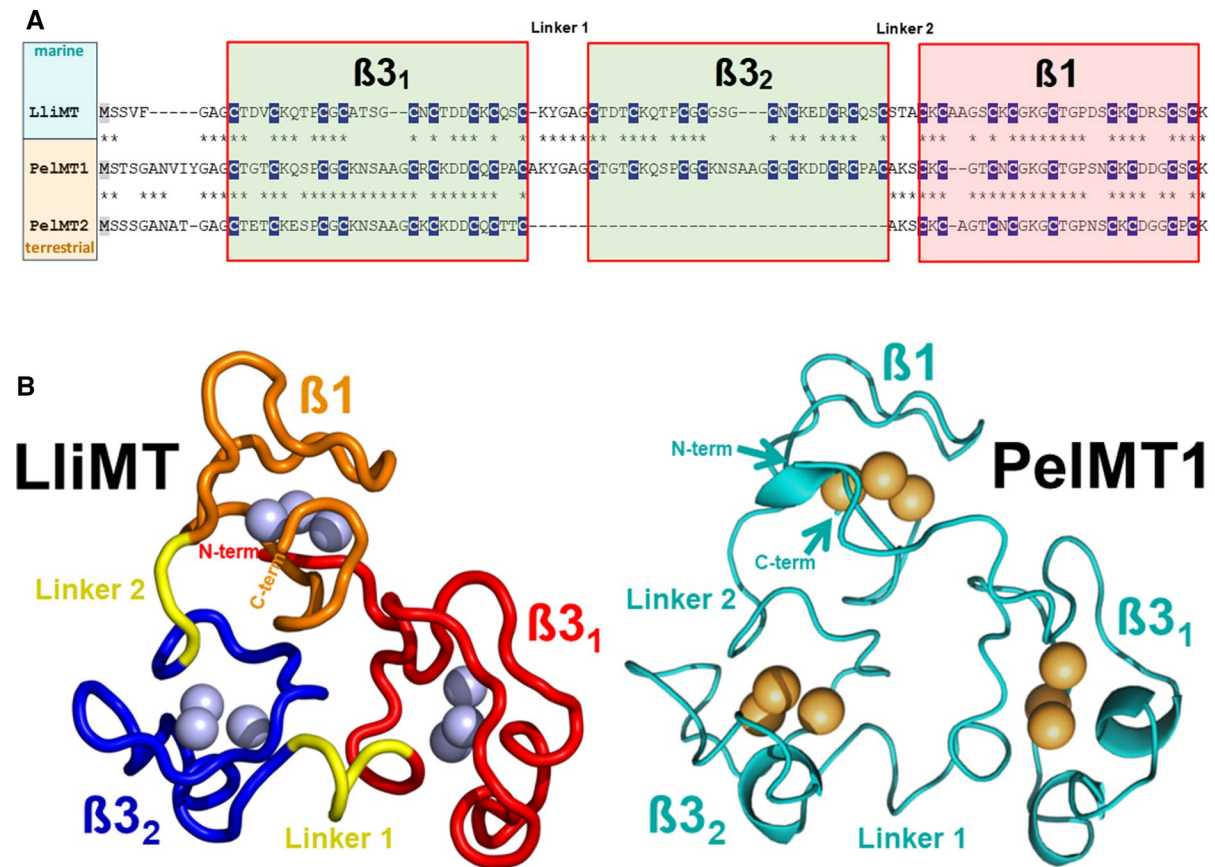 A
Linker 1
Linker 2
marine
ß3₁
ß3₂
ß1
LliMT MSSVF-----GAGCTDVCKQTPCGCATSG--CNCTDDCKCQSC-KYGAGCTDTCKQTPCGCGSG---CNCKEDCRCQSCSTACKCAAGSCKCGKGCTGPDSCKCDRSCSCK
PelMT1 MSTSGANVIYGAGCTGTCKQSPCGCKNSAAGCRCKDDCQCPACAKYGAGCTGTCKQSPCGCKNSAAGCGCKDDCRCPACAKSCKC--GTCNCGKGCTGPSNCKCDDGCSCK
PelMT2 MSSSGANAT-GAGCTETCKESPCGCKNSAAGCKCKDDCQCTTC------------------------------------AKSCKC-AGTCNCGKGCTGPNSCKCDGGCPCK
terrestrial
B
LliMT
ß1
N-term
C-term
Linker 2
ß3₁
ß3₂
Linker 1
PelMT1
ß1
N-term
C-term
Linker 2
ß3₁
ß3₂
Linker 1